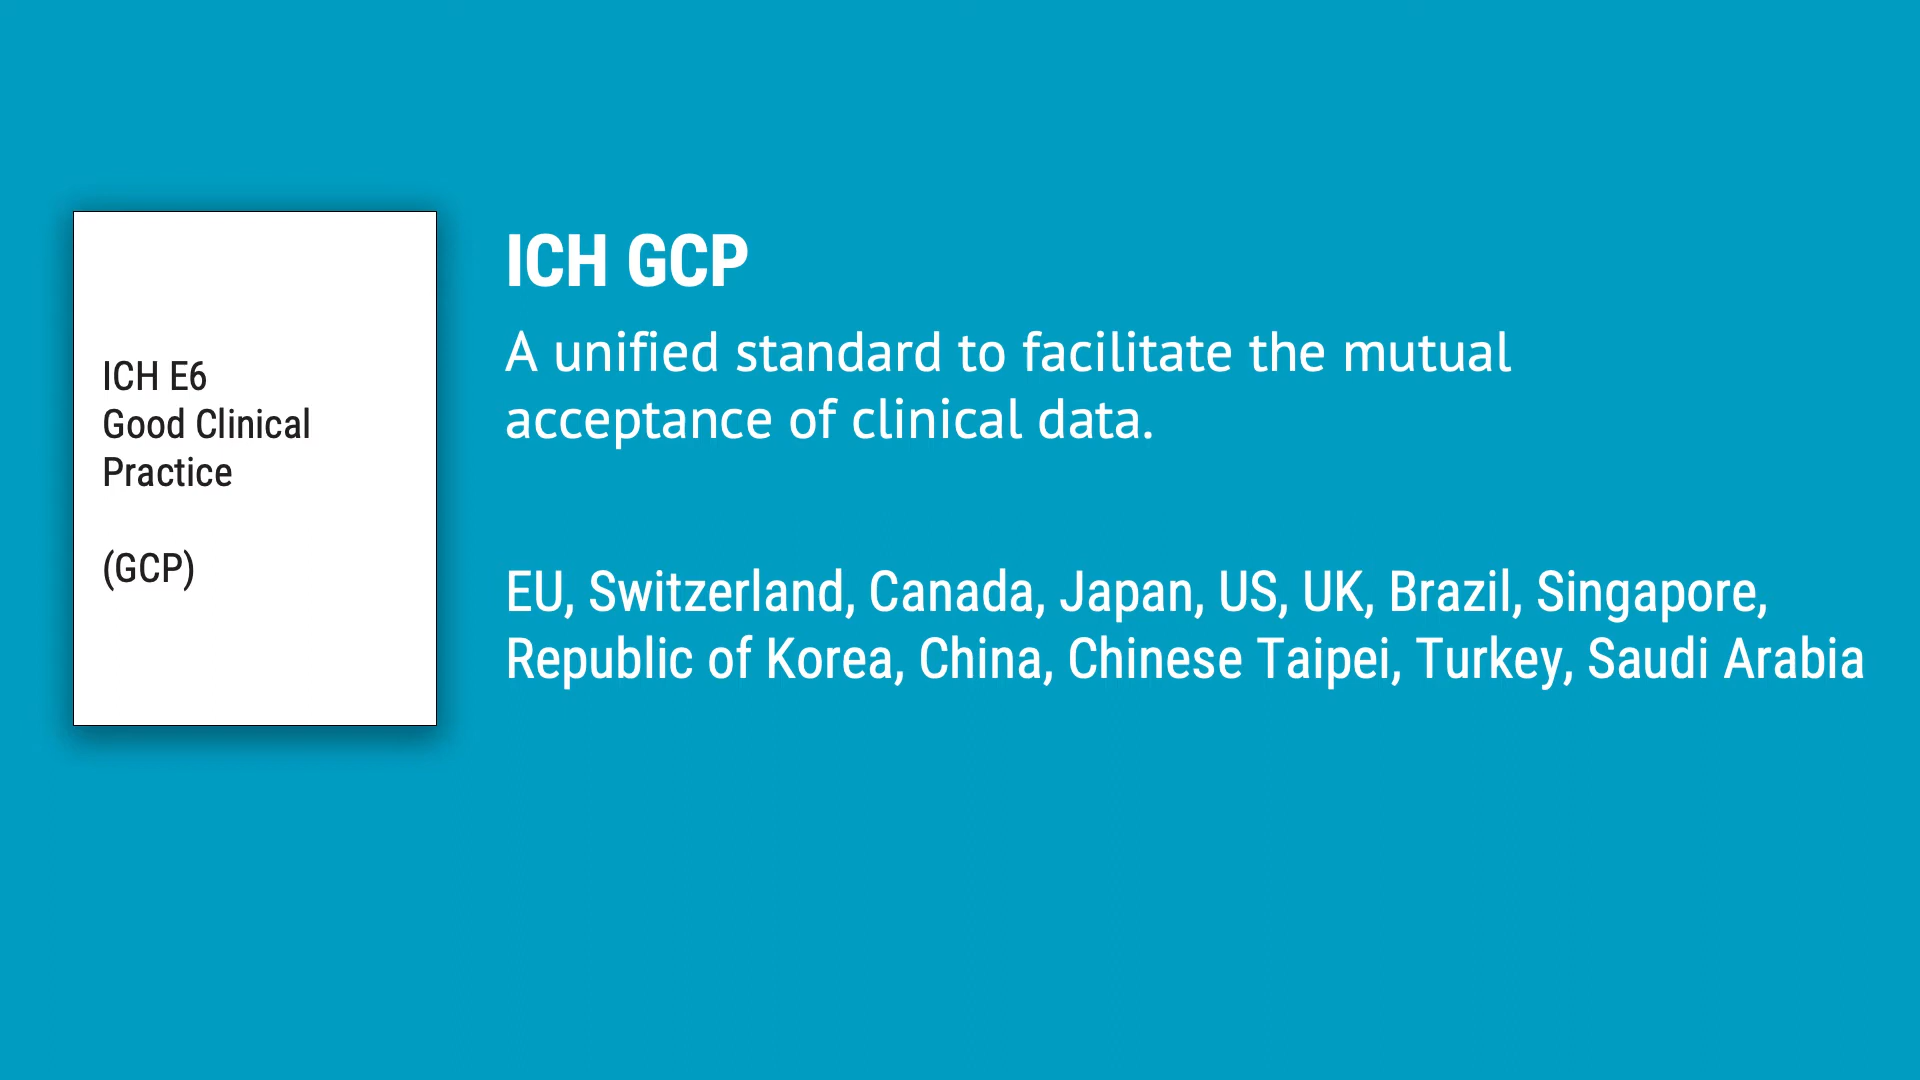 ICH E6
Good Clinical
Practice
(GCP)
ICH GCP
A unified standard to facilitate the mutual
acceptance of clinical data.
EU, Switzerland, Canada, Japan, US, UK, Brazil, Singapore,
Republic of Korea, China, Chinese Taipei, Turkey, Saudi Arabia